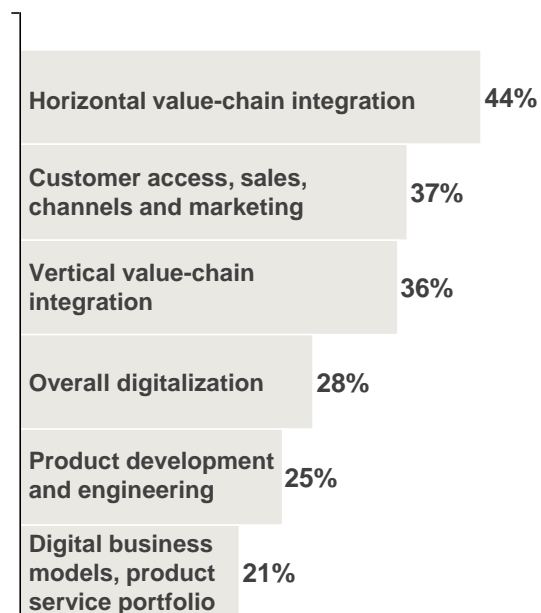 Horizontal value-chain integration
44%
Customer access, sales,
channels and marketing
37%
Vertical value-chain
integration
36%
Overall digitalization
28%
Product development
and engineering
25%
Digital business
models, product
service portfolio
21%